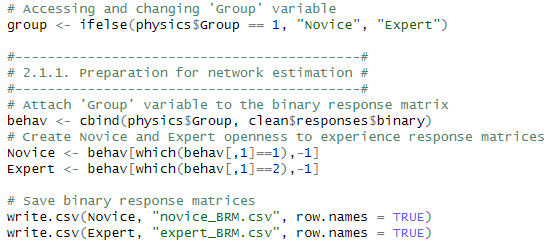 # Accessing and changing 'Group' variable
group <- ifelse(physics$Group == 1, "Novice", "Expert")
#------------------------------------------#
# 2.1.1. Preparation for network estimation #
#------------------------------------------#
# Attach 'Group' variable to the binary response matrix
behav <- cbind(physics$Group, clean$responses$binary)
# Create Novice and Expert openness to experience response matrices
Novice <- behav[which(behav[,1]==1),-1]
Expert <- behav[which(behav[,1]==2),-1]
# Save binary response matrices
write.csv(Novice, "novice_BRM.csv", row.names = TRUE)
write.csv(Expert, "expert_BRM.csv", row.names = TRUE)